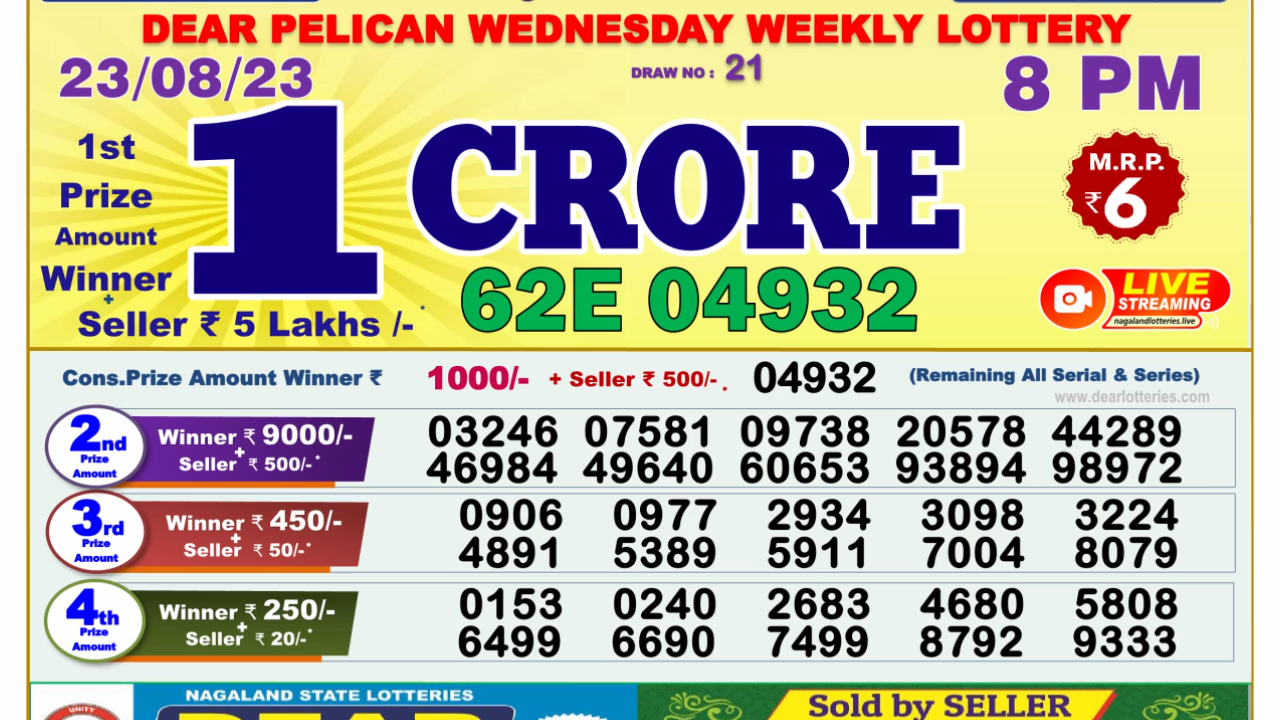 DEAR PELICAN WEDNESDAY WEEKLY LOTTERY
23/08/23
DRAW NO : 21
8 PM
1st
Prize
Amount
Winner
+
Seller ₹ 5 Lakhs /- *
1 CRORE
62E 04932
M.R.P.
₹ 6
LIVE
STREAMING
nagalandlotteries.live
Cons.Prize Amount Winner ₹ 1000/- + Seller ₹ 500/- . 04932 (Remaining All Serial & Series)
www.dearlotteries.com
2nd
Prize
Amount
Winner ₹ 9000/-
+
Seller ₹ 500/- *
03246 07581 09738 20578 44289
46984 49640 60653 93894 98972
3rd
Prize
Amount
Winner ₹ 450/-
+
Seller ₹ 50/- *
0906 0977 2934 3098 3224
4891 5389 5911 7004 8079
4th
Prize
Amount
Winner ₹ 250/-
+
Seller ₹ 20/- *
0153 0240 2683 4680 5808
6499 6690 7499 8792 9333
UNITY
NAGALAND STATE LOTTERIES
DEAR
Sold by SELLER